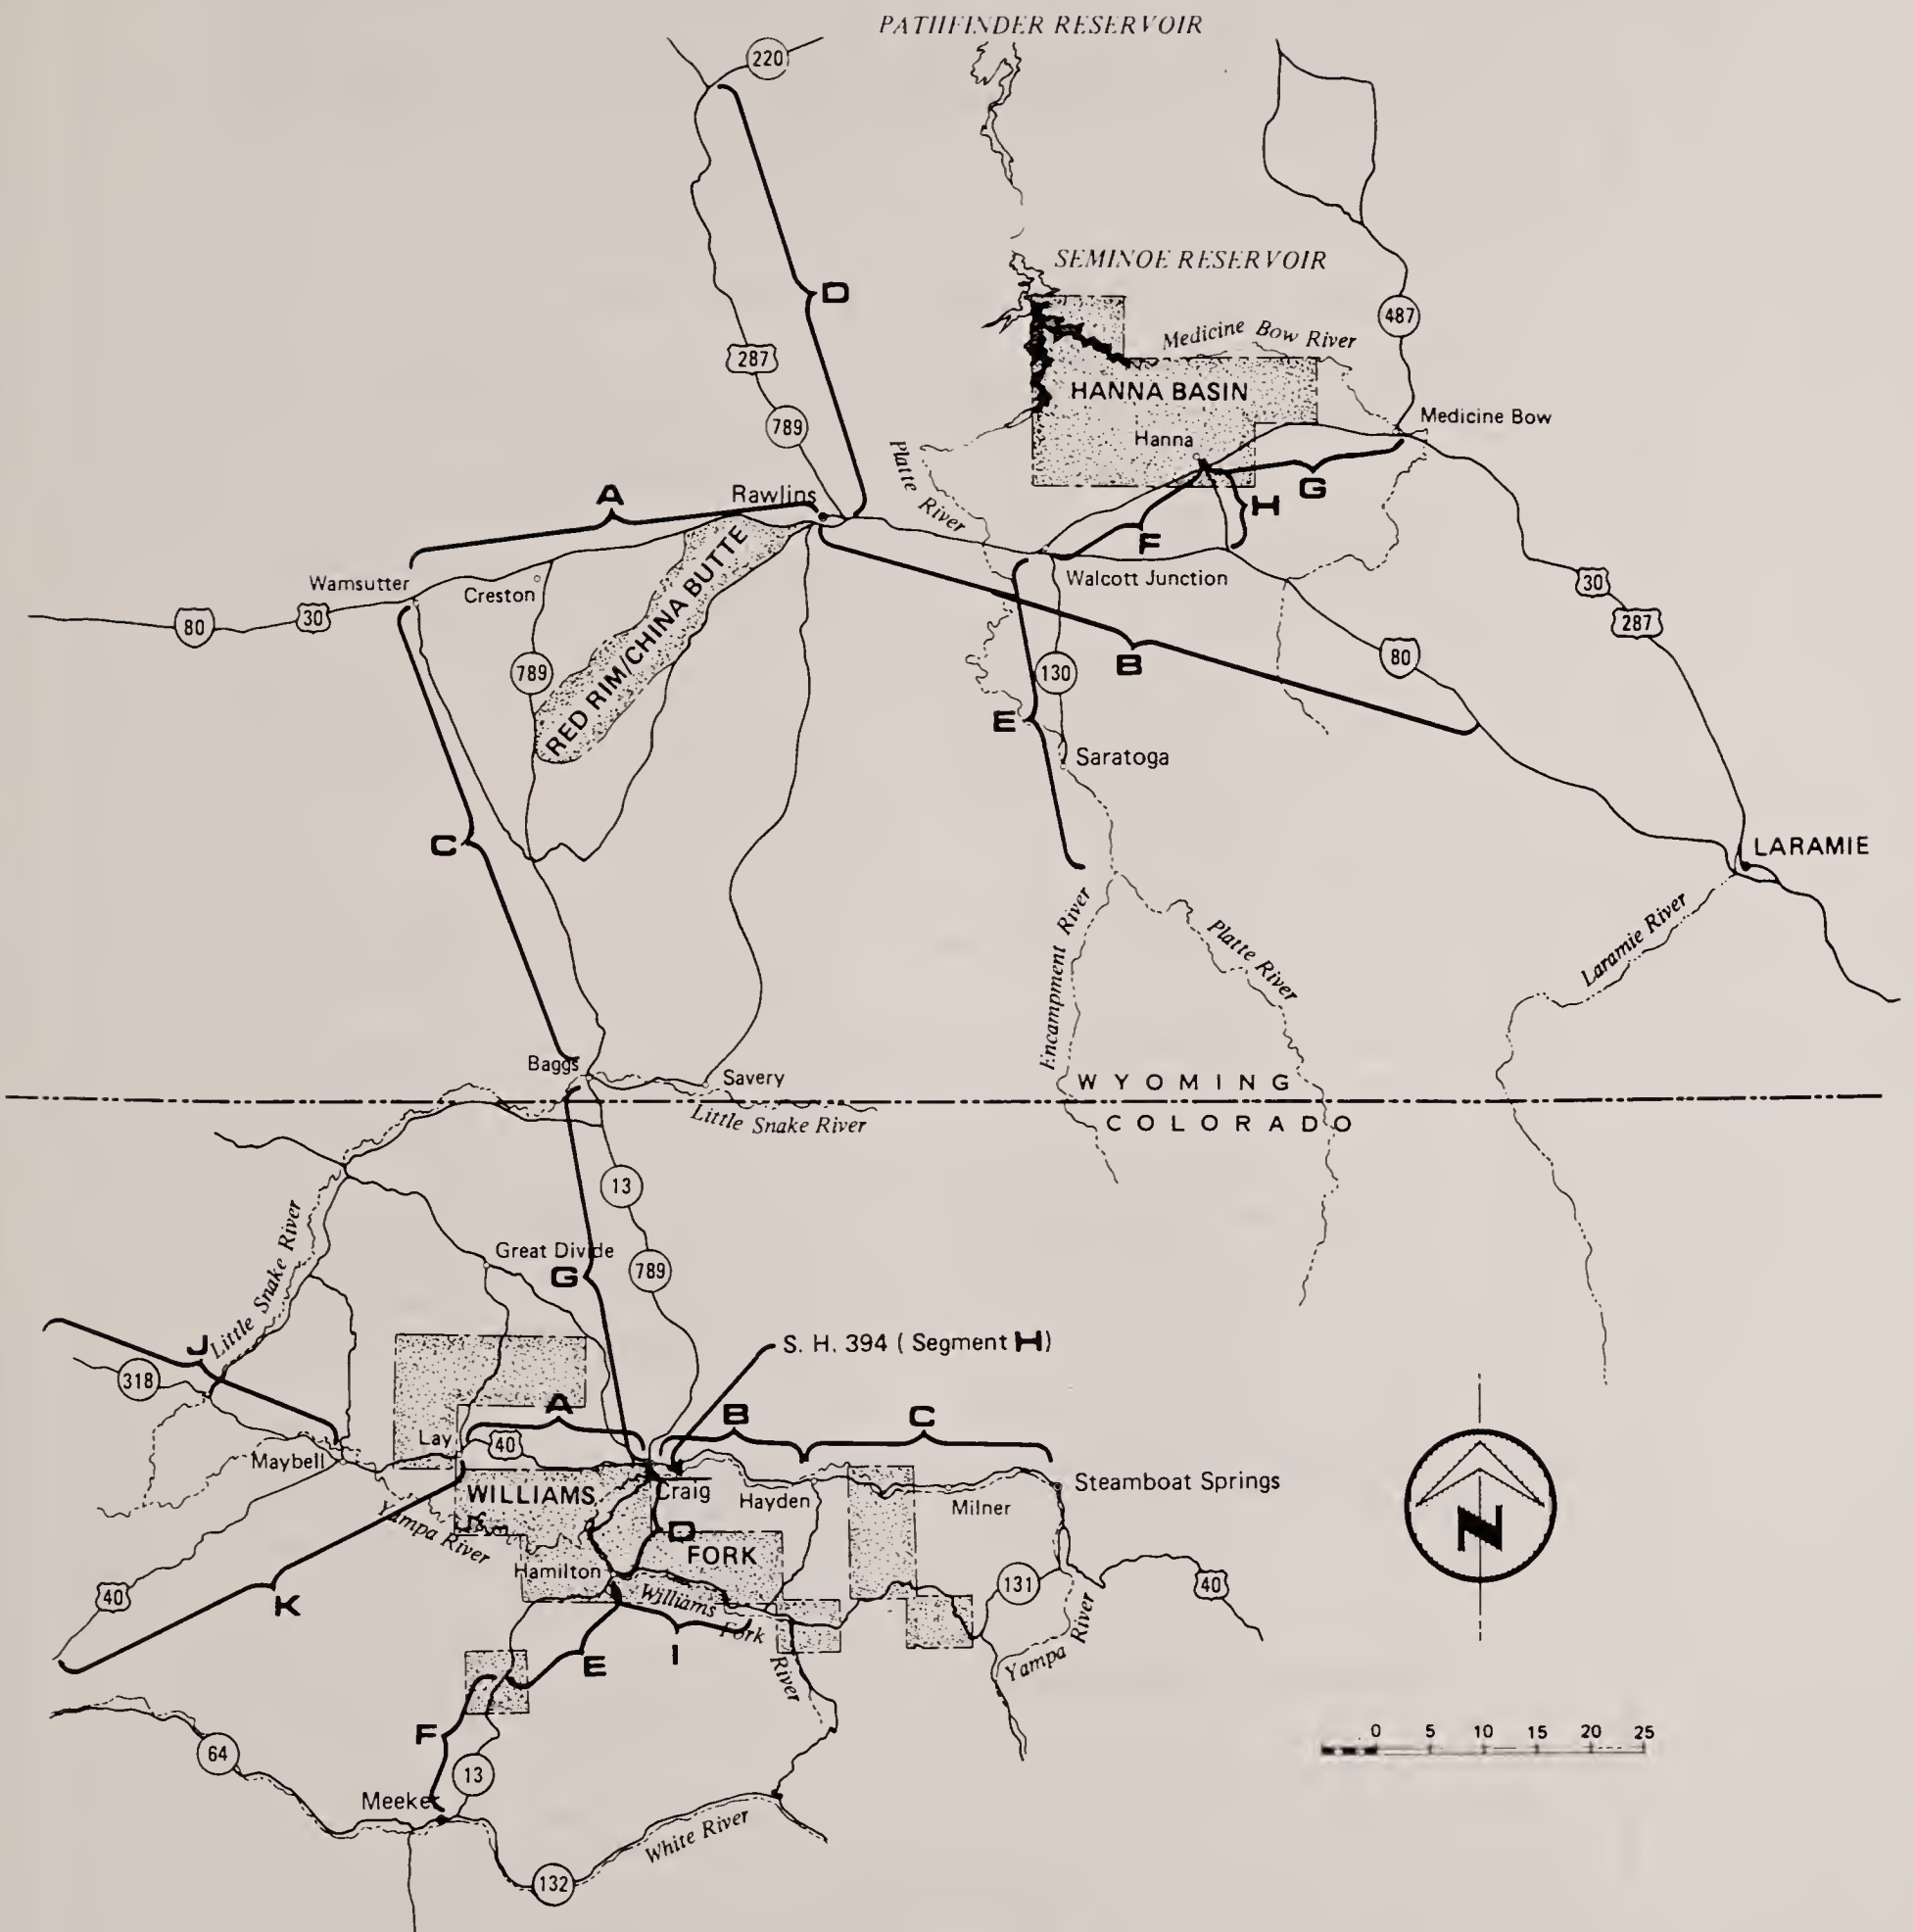 PATHFINDER RESERVOIR
220
SEMINOE RESERVOIR
D
487
Medicine Bow River
287
HANNA BASIN
789
Medicine Bow
Hanna
Platte River
A
Rawlins
G
H
F
RED RIM/CHINA BUTTE
Wamsutter
Creston
Walcott Junction
30
80
30
287
789
130
B
80
E
Saratoga
C
LARAMIE
Encampment River
Platte River
Laramie River
Baggs
Savery
WYOMING
Little Snake River
COLORADO
13
Little Snake River
Great Divide
G
789
J
S. H. 394 ( Segment H )
318
A
B
C
Lay
40
Maybell
Steamboat Springs
WILLIAMS
Craig
Hayden
Milner
Yampa River
D
FORK
N
Hamilton
40
131
40
K
Williams Fork River
Yampa River
E
I
F
0 5 10 15 20 25
64
13
Meeker
White River
132